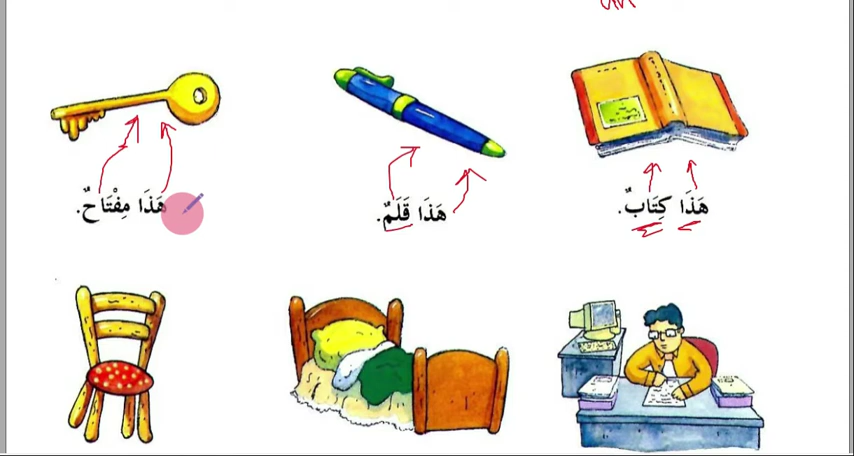 هَذَا كِتَابٌ.
هَذَا قَلَمٌ.
هَذَا مِفْتَاحٌ.